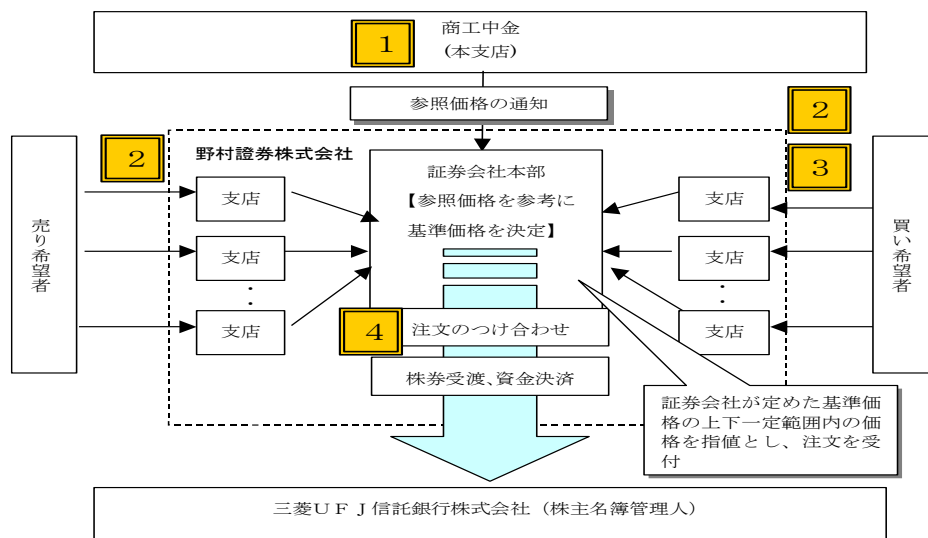 商工中金
1
(本支店)
参照価格の通知
2
2
3
野村證券株式会社
証券会社本部
【参照価格を参考に
基準価格を決定】
売り希望者
支店
支店
・
・
支店
支店
支店
・
・
支店
買い希望者
4
注文のつけ合わせ
株券受渡、資金決済
証券会社が定めた基準価
格の上下一定範囲内の価
格を指値とし、注文を受
付
三菱ＵＦＪ信託銀行株式会社（株主名簿管理人）